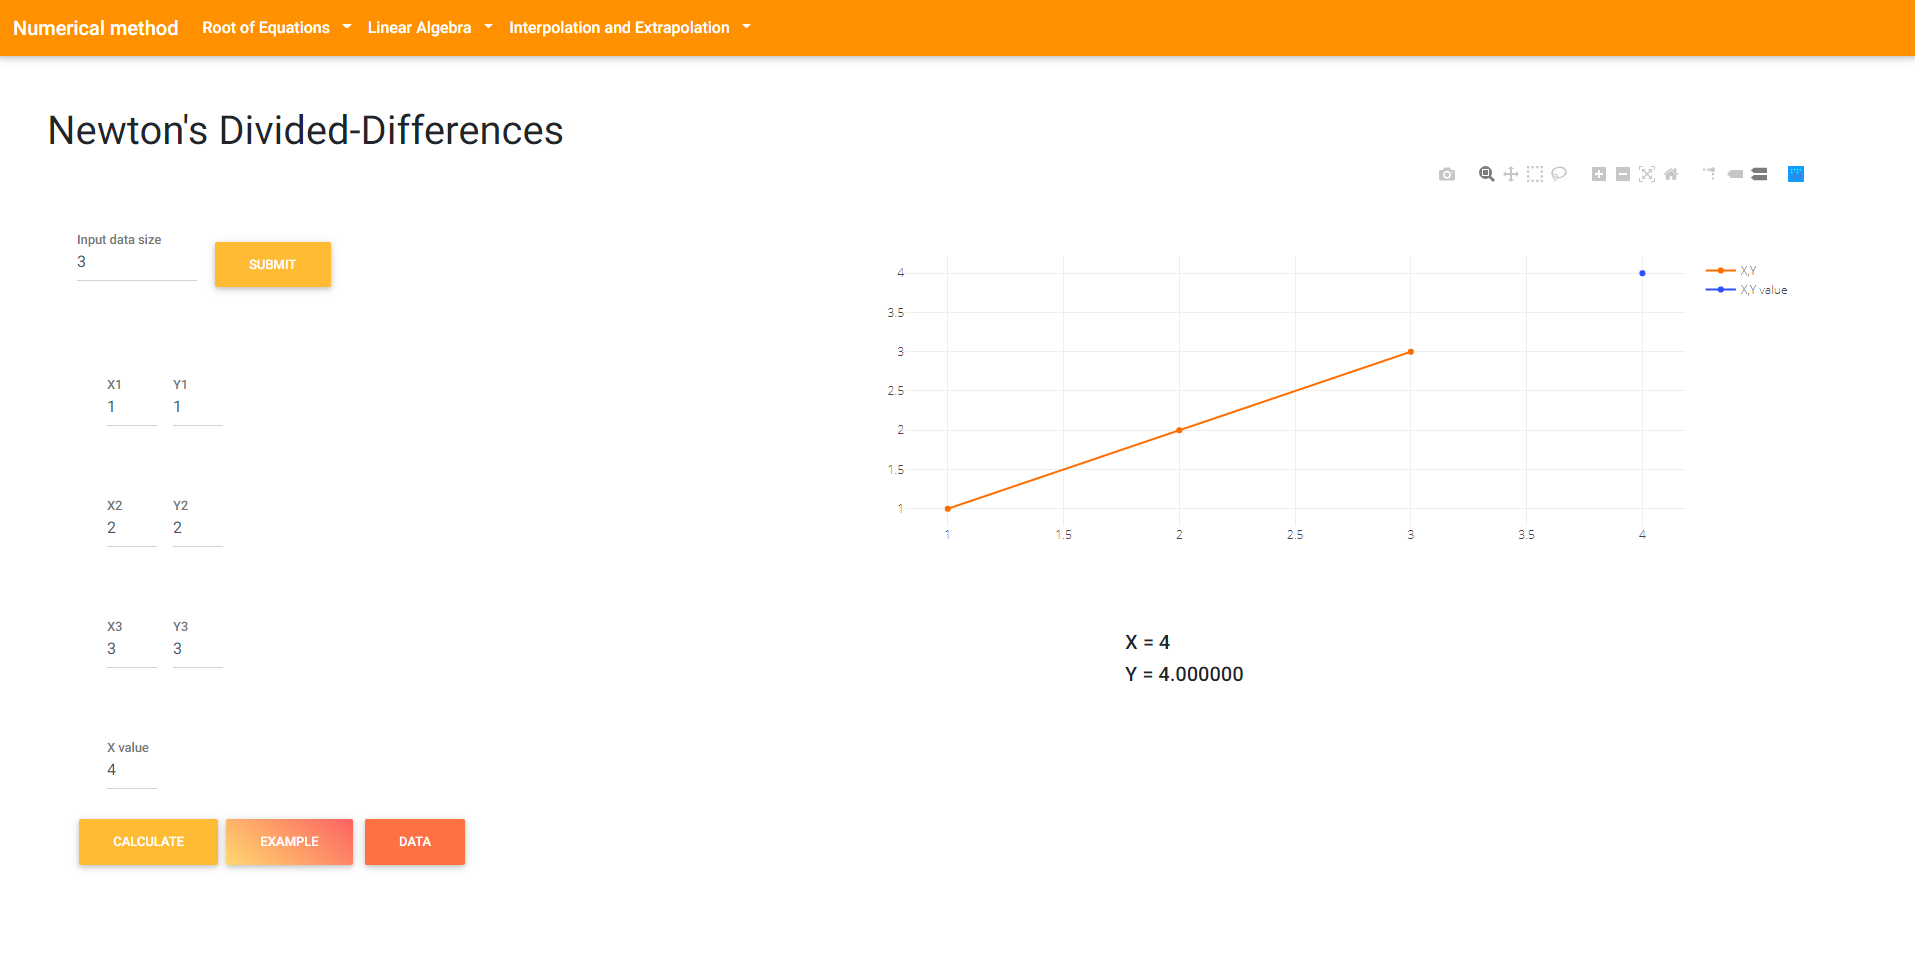 Numerical method Root of Equations Linear Algebra Interpolation and Extrapolation
Newton's Divided-Differences
Input data size
3
SUBMIT
X1 Y1
1 1
X2 Y2
2 2
X3 Y3
3 3
X value
4
CALCULATE EXAMPLE DATA
4
3.5
3
2.5
2
1.5
1
1 1.5 2 2.5 3 3.5 4
X,Y
X,Y value
X = 4
Y = 4.000000